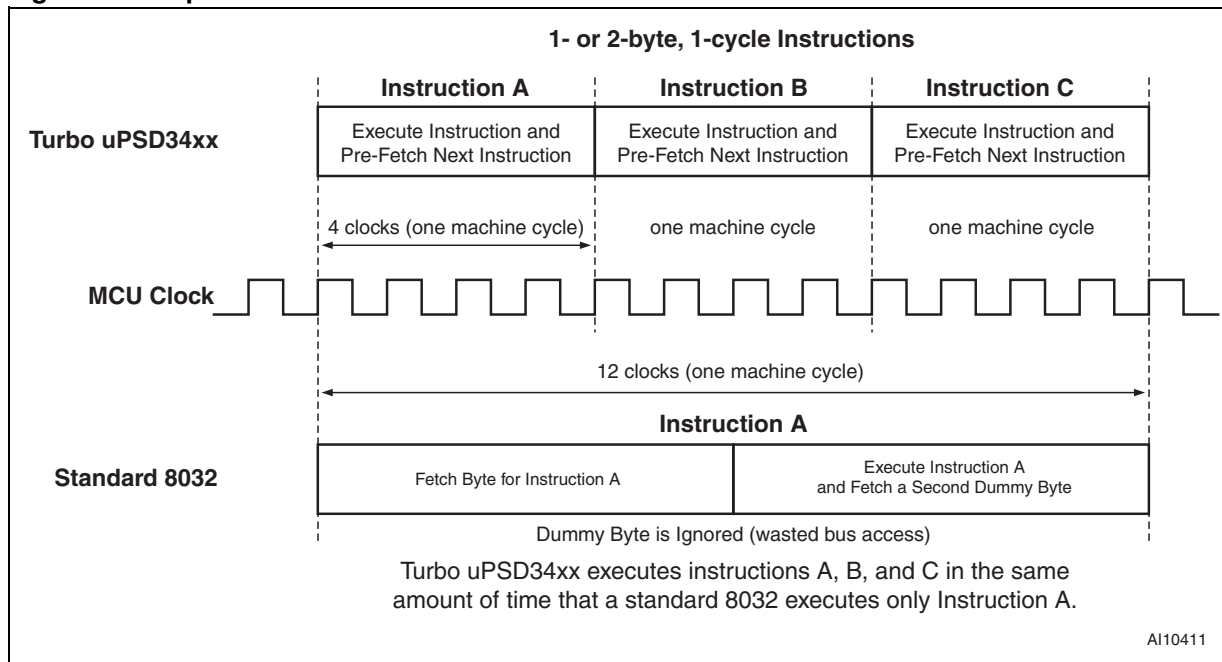 1- or 2-byte, 1-cycle Instructions
Instruction A
Instruction B
Instruction C
Turbo uPSD34xx
Execute Instruction and
Pre-Fetch Next Instruction
Execute Instruction and
Pre-Fetch Next Instruction
Execute Instruction and
Pre-Fetch Next Instruction
4 clocks (one machine cycle)
one machine cycle
one machine cycle
MCU Clock
12 clocks (one machine cycle)
Instruction A
Standard 8032
Fetch Byte for Instruction A
Execute Instruction A
and Fetch a Second Dummy Byte
Dummy Byte is Ignored (wasted bus access)
Turbo uPSD34xx executes instructions A, B, and C in the same
amount of time that a standard 8032 executes only Instruction A.
AI10411